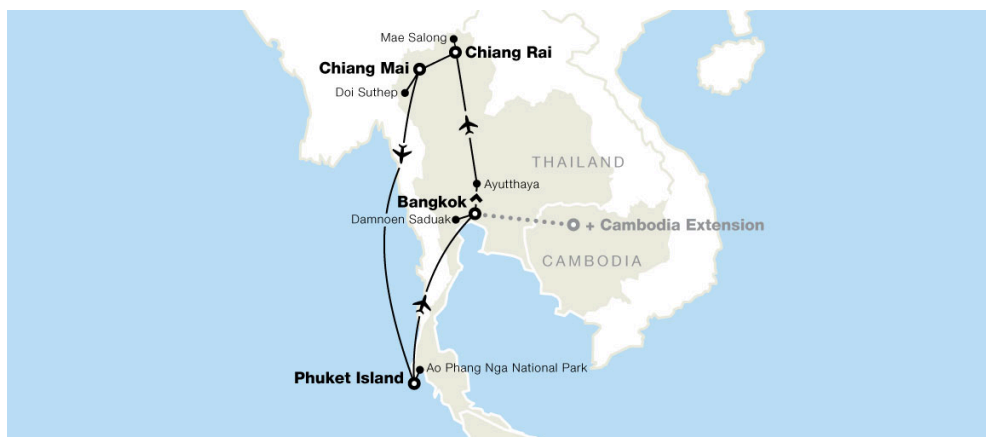 Mae Salong
Chiang Rai
Chiang Mai
Doi Suthep
THAILAND
Ayutthaya
Bangkok
Damnoen Saduak
+ Cambodia Extension
CAMBODIA
Ao Phang Nga National Park
Phuket Island